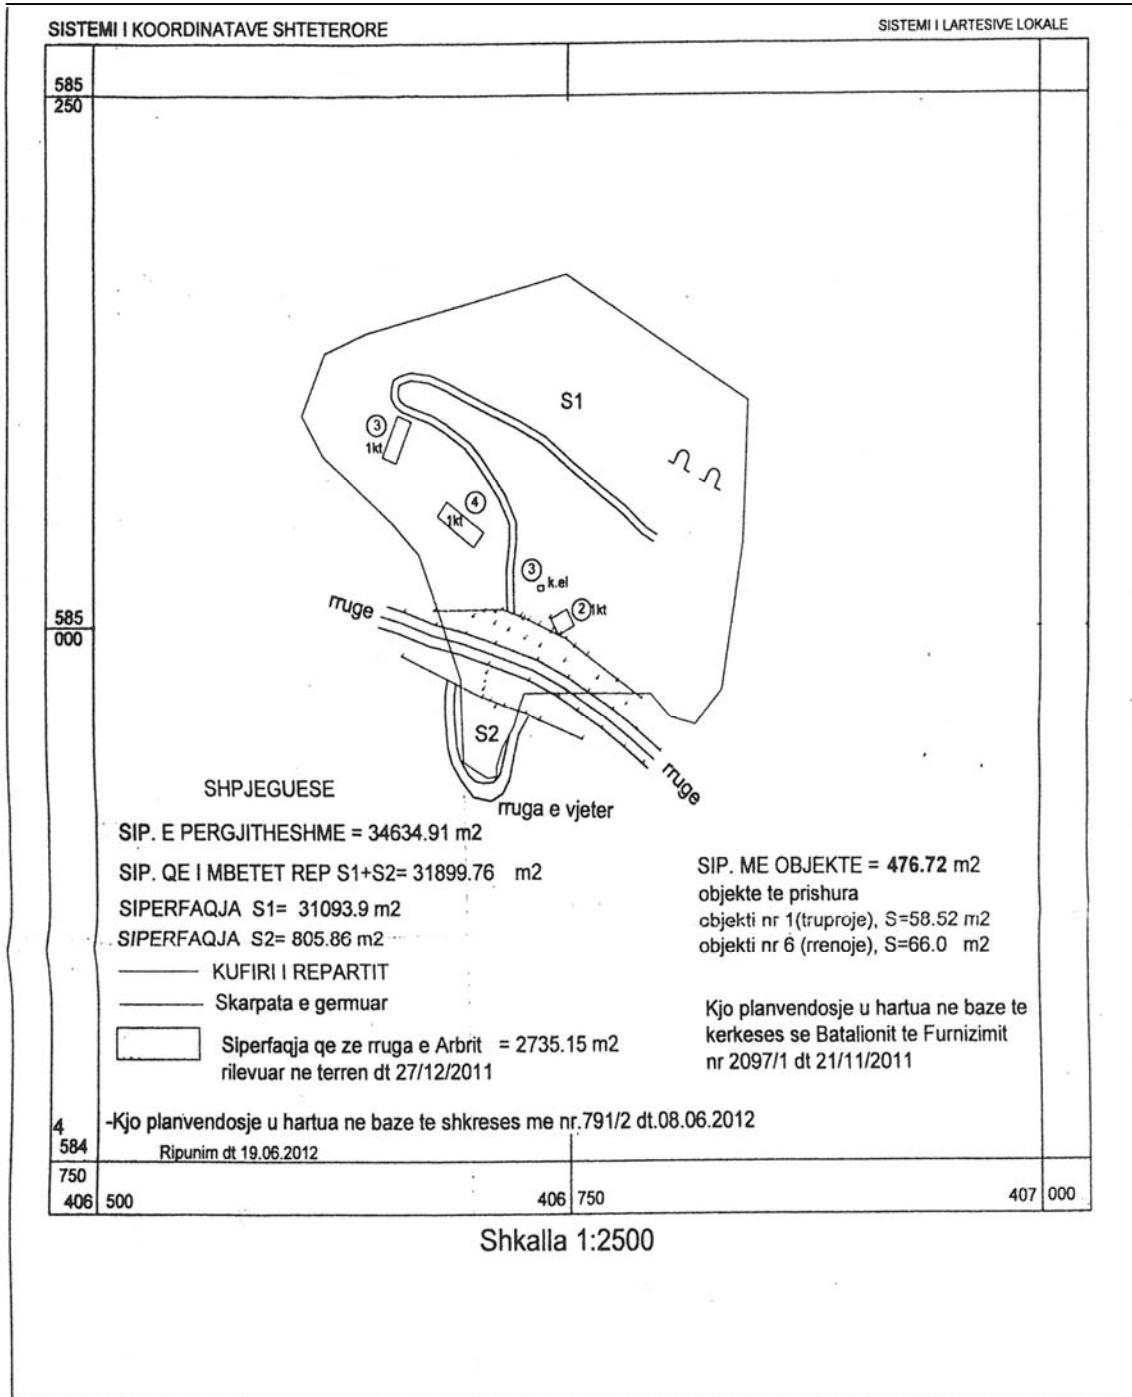 SISTEMI I KOORDINATAVE SHTETERORE
SISTEMI I LARTESIVE LOKALE
585
250
S1
3
1kt
4
1kt
3
k.el
2
1kt
rruge
585
000
S2
rruge
rruga e vjeter
SHPJEGUESE
SIP. E PERGJITHESHME = 34634.91 m2
SIP. QE I MBETET REP S1+S2= 31899.76 m2
SIPERFAQJA S1= 31093.9 m2
SIPERFAQJA S2= 805.86 m2
KUFIRI I REPARTIT
Skarpata e germuar
Siperfaqja qe ze rruga e Arbrit = 2735.15 m2
rilevuar ne terren dt 27/12/2011
SIP. ME OBJEKTE = 476.72 m2
objekte te prishura
objekti nr 1(truproje), S=58.52 m2
objekti nr 6 (rrenoje), S=66.0 m2
Kjo planvendosje u hartua ne baze te
kerkeses se Batalionit te Furnizimit
nr 2097/1 dt 21/11/2011
-Kjo planvendosje u hartua ne baze te shkreses me nr.791/2 dt.08.06.2012
Ripunim dt 19.06.2012
4
584
750
406 500
406 750
407 000
Shkalla 1:2500